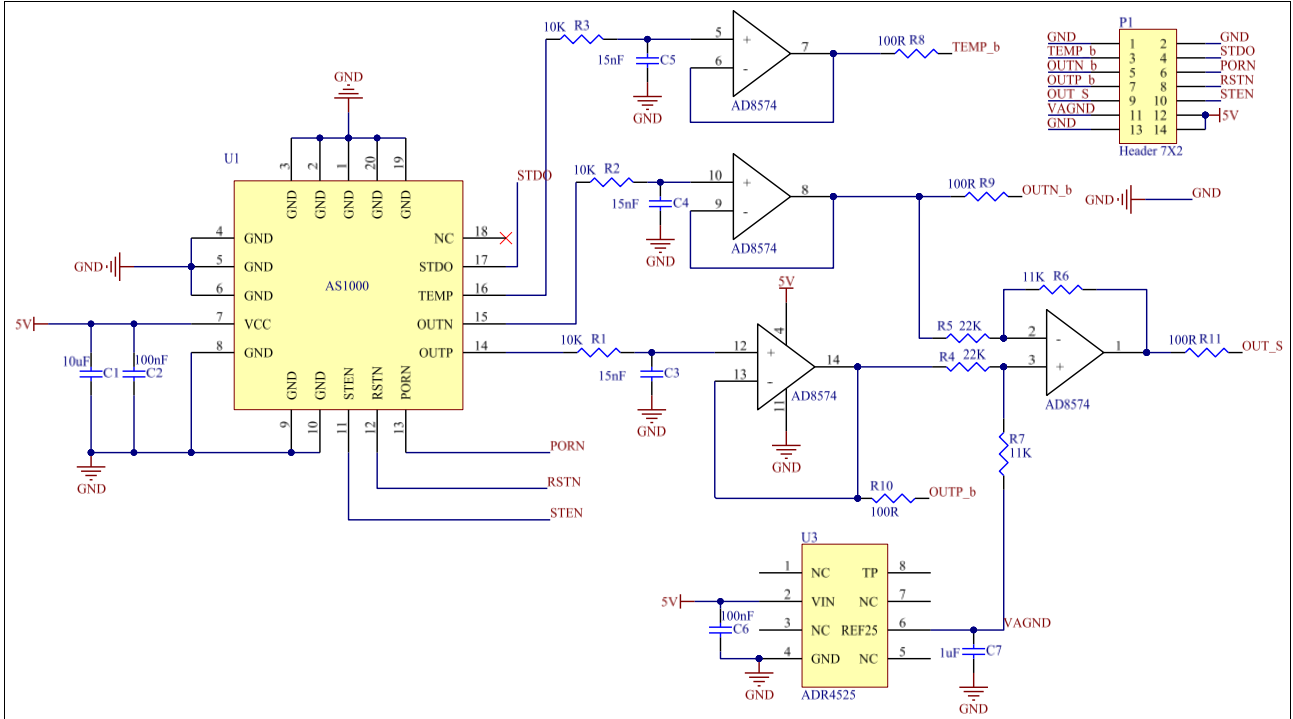 10K R3
5 +
15nF C5
6 -
7
AD8574
GND
100R R8
TEMP_b
P1
GND 1 2 GND
TEMP_b 3 4 STDO
OUTN_b 5 6 PORN
OUTP_b 7 8 RSTN
OUT_S 9 10 STEN
VAGND 11 12 5V
GND 13 14
Header 7X2
GND
U1
3 2 1 20 19
GND GND GND GND GND
4 GND
5 GND
6 GND
7 VCC
8 GND
AS1000
NC 18
STDO 17
TEMP 16
OUTN 15
OUTP 14
GND GND STEN RSTN PORN
9 10 11 12 13
STDO
GND
5V
10uF C1
100nF C2
GND
PORN
RSTN
STEN
10K R2
15nF C4
GND
10 +
9 -
8
AD8574
100R R9
OUTN_b
GND GND
10K R1
15nF C3
GND
5V
4
12 +
13 -
14
11
AD8574
GND
R10
100R
OUTP_b
11K R6
R5 22K
R4 22K
2 -
3 +
1
AD8574
100R R11
OUT_S
R7
11K
U3
1 NC TP 8
2 VIN NC 7
3 NC REF25 6
4 GND NC 5
ADR4525
5V
100nF
C6
GND
VAGND
1uF C7
GND